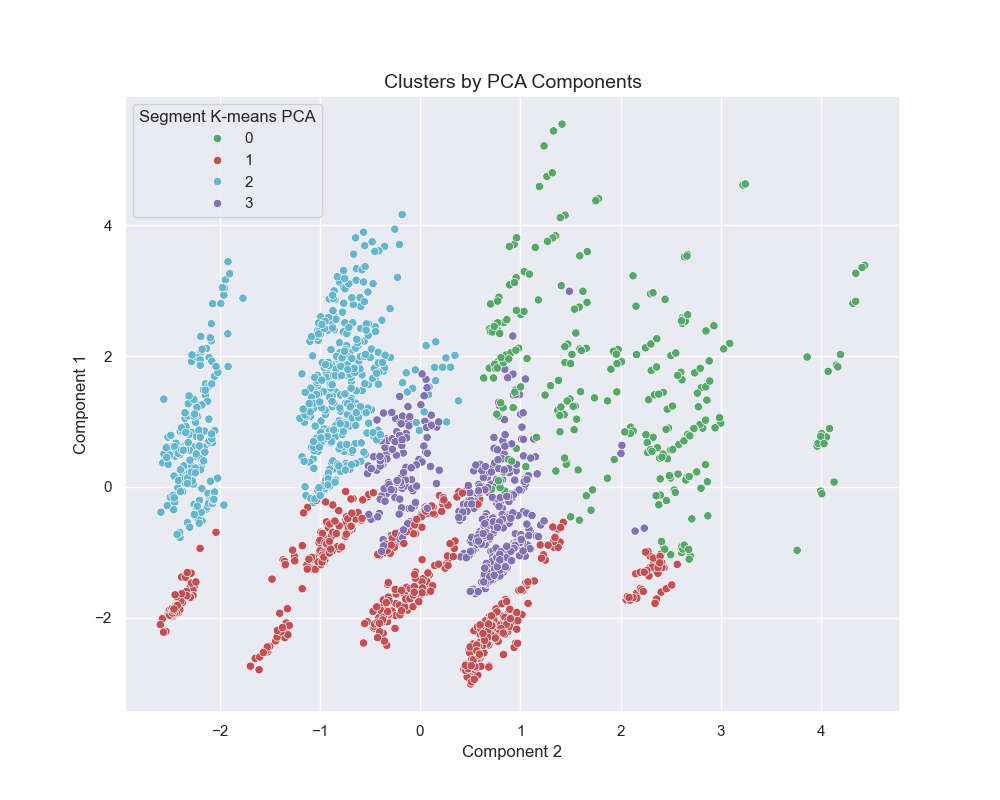 Clusters by PCA Components
Segment K-means PCA
0
1
2
3
4
2
0
−2
Component 1
−2 −1 0 1 2 3 4
Component 2